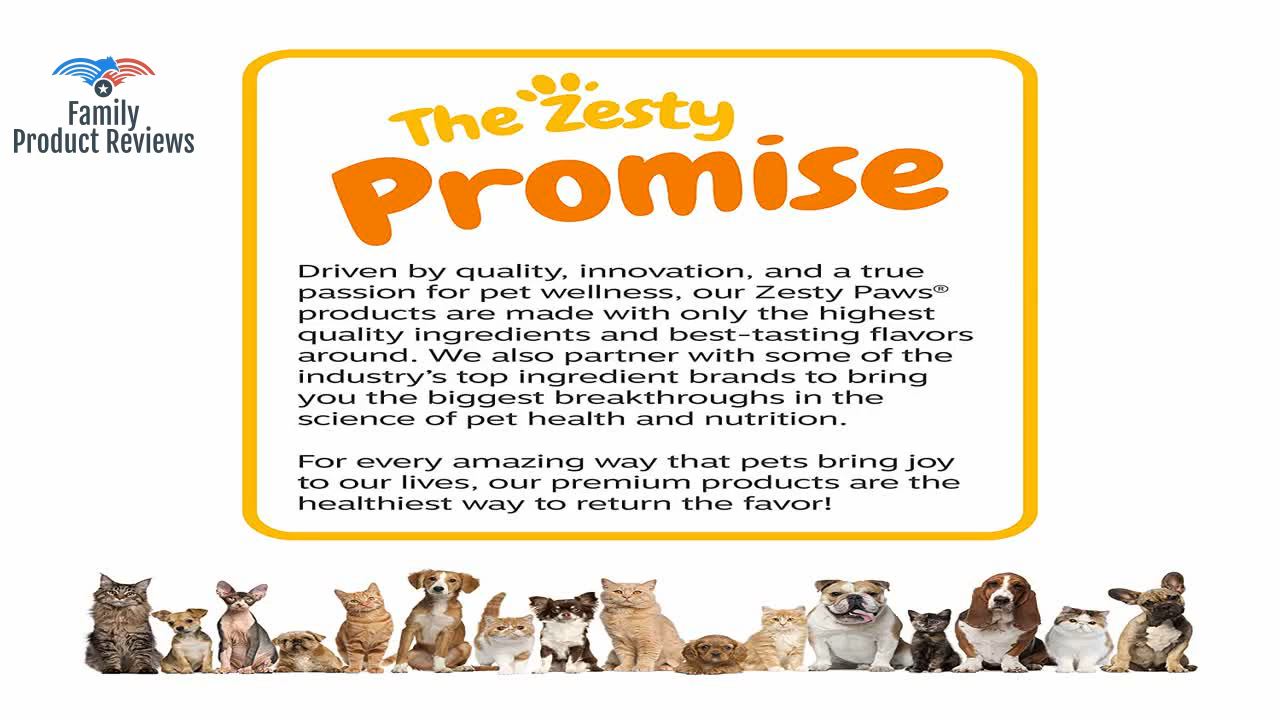 Family
Product Reviews
The Zesty
Promise
Driven by quality, innovation, and a true
passion for pet wellness, our Zesty Paws®
products are made with only the highest
quality ingredients and best-tasting flavors
around. We also partner with some of the
industry’s top ingredient brands to bring
you the biggest breakthroughs in the
science of pet health and nutrition.
For every amazing way that pets bring joy
to our lives, our premium products are the
healthiest way to return the favor!